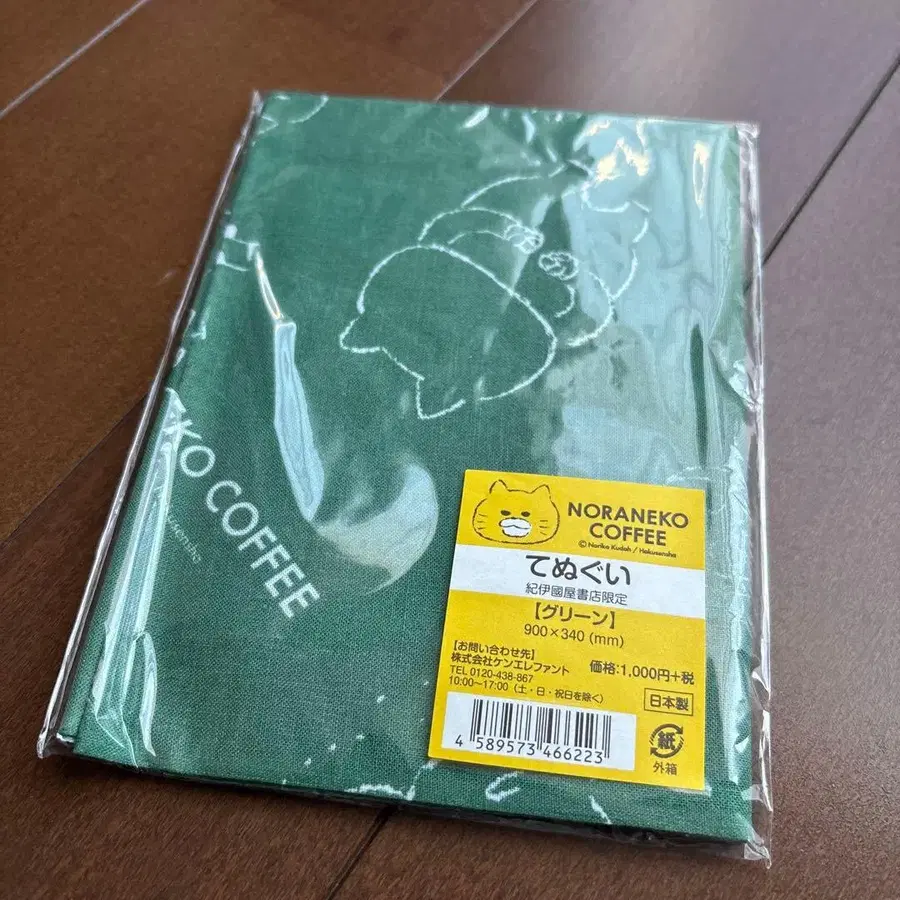 KO COFFEE
NORANEKO
COFFEE
© Noriko Kudoh / Hakusensha
てぬぐい
紀伊國屋書店限定
【グリーン】
900×340 (mm)
【お問い合わせ先】
株式会社ケンエレファント
TEL 0120-438-867
10:00~17:00（土・日・祝日を除く）
価格:1,000円+税
日本製
4 589573 466223
紙
外箱